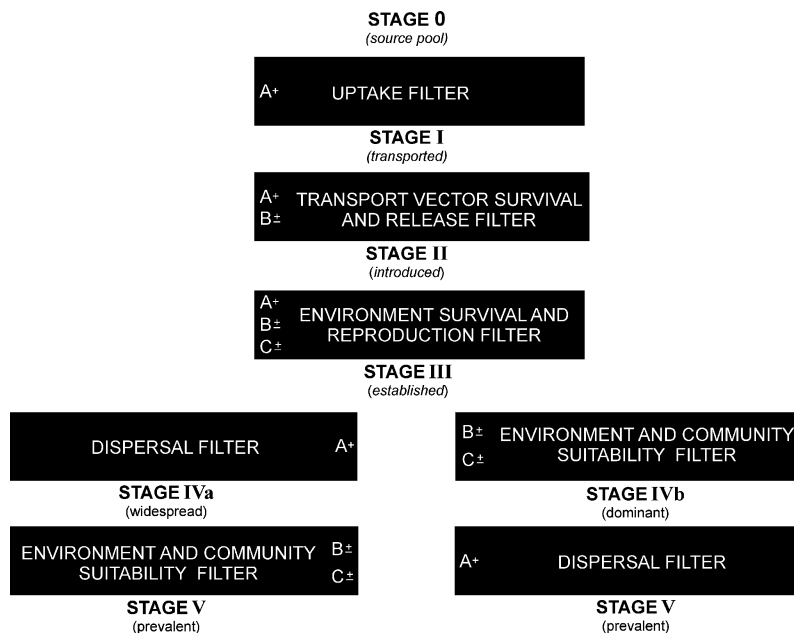 STAGE 0
(source pool)
A+ UPTAKE FILTER
STAGE I
(transported)
A+ TRANSPORT VECTOR SURVIVAL
B± AND RELEASE FILTER
STAGE II
(introduced)
A+
B± ENVIRONMENT SURVIVAL AND
C± REPRODUCTION FILTER
STAGE III
(established)
DISPERSAL FILTER A+
STAGE IVa
(widespread)
ENVIRONMENT AND COMMUNITY B±
SUITABILITY FILTER C±
STAGE V
(prevalent)
B± ENVIRONMENT AND COMMUNITY
C± SUITABILITY FILTER
STAGE IVb
(dominant)
A+ DISPERSAL FILTER
STAGE V
(prevalent)